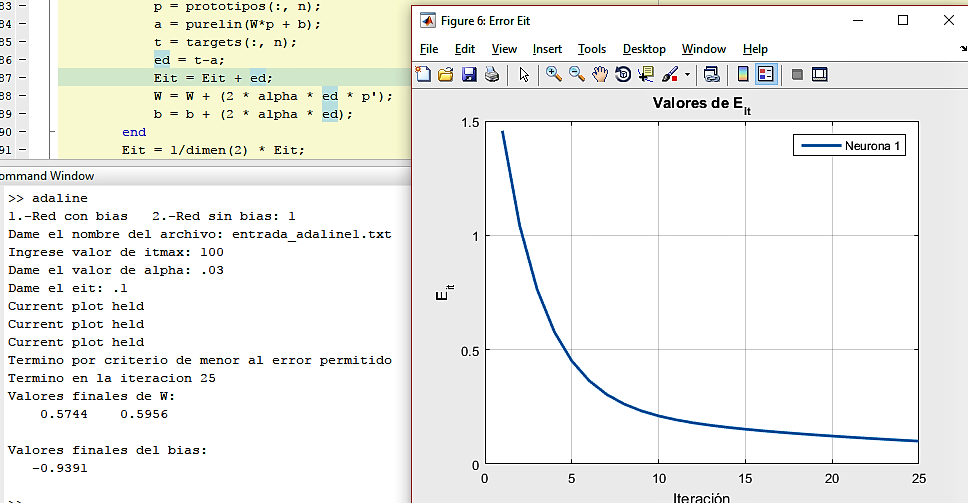 83 p = prototipos(:, n);
84 a = purelin(W*p + b);
85 t = targets(:, n);
86 ed = t-a;
87 Eit = Eit + ed;
88 W = W + (2 * alpha * ed * p');
89 b = b + (2 * alpha * ed);
90 end
91 Eit = 1/dimen(2) * Eit;
ommand Window
>> adaline
1.-Red con bias 2.-Red sin bias: 1
Dame el nombre del archivo: entrada_adaline1.txt
Ingrese valor de itmax: 100
Dame el valor de alpha: .03
Dame el eit: .1
Current plot held
Current plot held
Current plot held
Termino por criterio de menor al error permitido
Termino en la iteracion 25
Valores finales de W:
0.5744 0.5956
Valores finales del bias:
-0.9391
>>
Figure 6: Error Eit
File Edit View Insert Tools Desktop Window Help
Valores de E_it
Neurona 1
1.5
1
0.5
0
E_it
0 5 10 15 20 25
Iteración